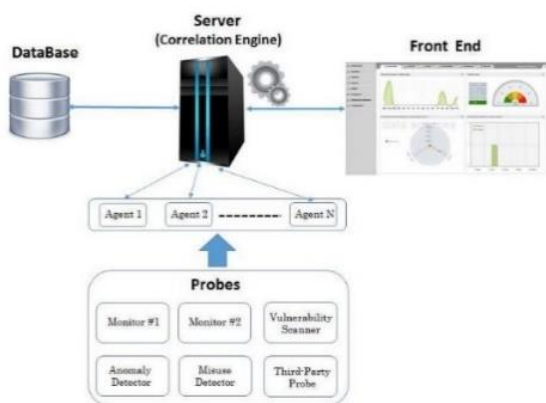 Server
(Correlation Engine)
DataBase
Front End
Agent 1
Agent 2
Agent N
Probes
Monitor #1
Monitor #2
Vulnerability
Scanner
Anomaly
Detector
Misuse
Detector
Third-Party
Probe